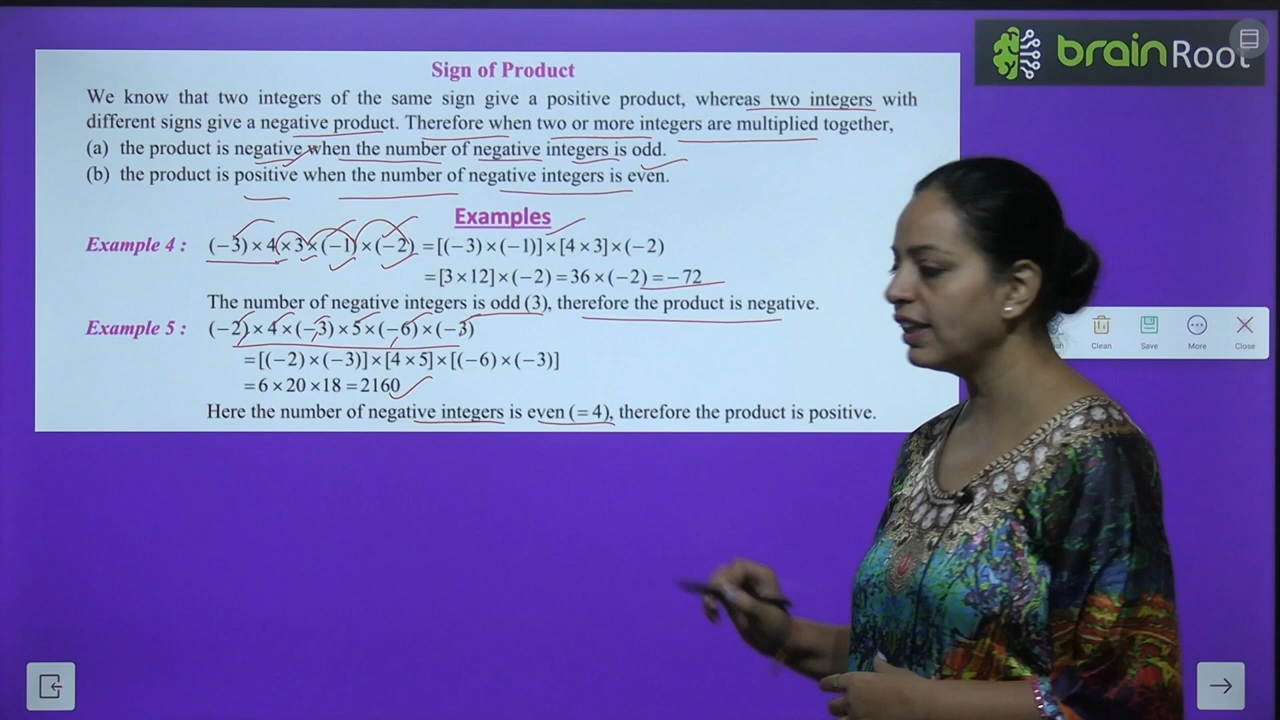 brainRoot
Sign of Product
We know that two integers of the same sign give a positive product, whereas two integers with
different signs give a negative product. Therefore when two or more integers are multiplied together,
(a) the product is negative when the number of negative integers is odd.
(b) the product is positive when the number of negative integers is even.
Examples
Example 4 : (−3) × 4 × 3 × (−1) × (−2) = [(−3) × (−1)] × [4 × 3] × (−2)
= [3 × 12] × (−2) = 36 × (−2) = − 72
The number of negative integers is odd (3), therefore the product is negative.
Example 5 : (−2) × 4 × (−3) × 5 × (−6) × (−3)
= [(−2) × (−3)] × [4 × 5] × [(−6) × (−3)]
= 6 × 20 × 18 = 2160
Here the number of negative integers is even (= 4), therefore the product is positive.
Clean Save More Close